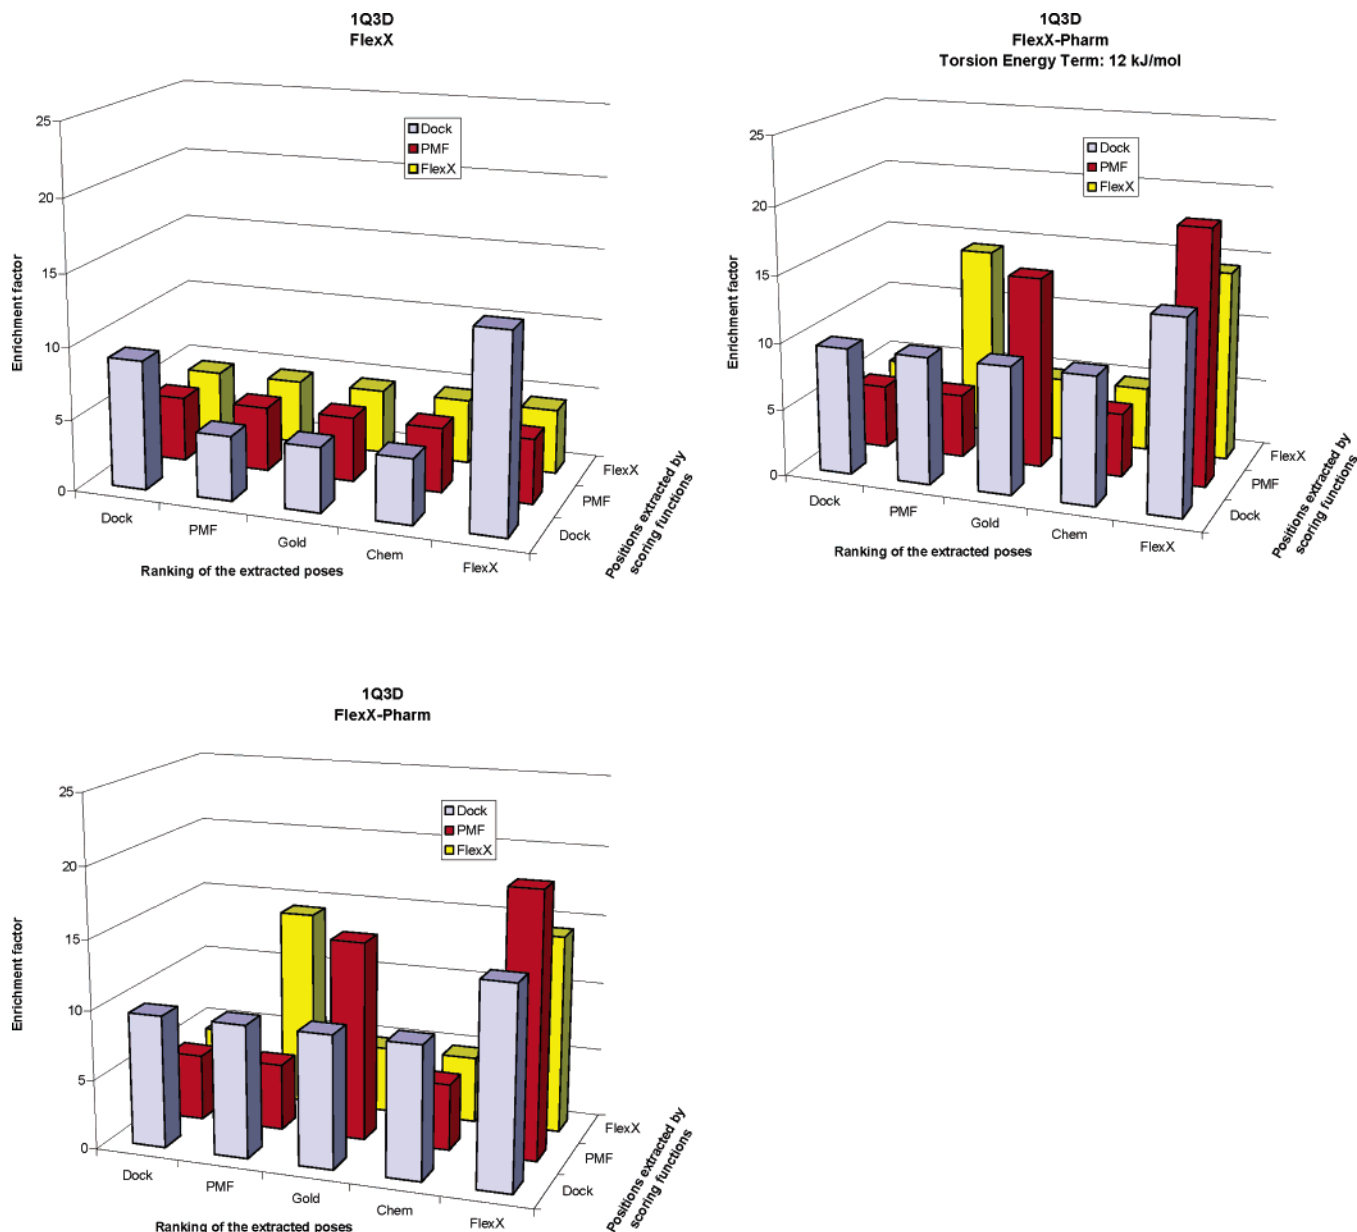 1Q3D
FlexX
25
20
15
10
5
0
Enrichment factor
Dock
PMF
FlexX
Dock
PMF
Gold
Chem
FlexX
Ranking of the extracted poses
Dock
PMF
FlexX
Positions extracted by
scoring functions
1Q3D
FlexX-Pharm
Torsion Energy Term: 12 kJ/mol
25
20
15
10
5
0
Enrichment factor
Dock
PMF
FlexX
Dock
PMF
Gold
Chem
FlexX
Ranking of the extracted poses
Dock
PMF
FlexX
Positions extracted by
scoring functions
1Q3D
FlexX-Pharm
25
20
15
10
5
0
Enrichment factor
Dock
PMF
FlexX
Dock
PMF
Gold
Chem
FlexX
Ranking of the extracted poses
Dock
PMF
FlexX
Positions extracted by
scoring functions